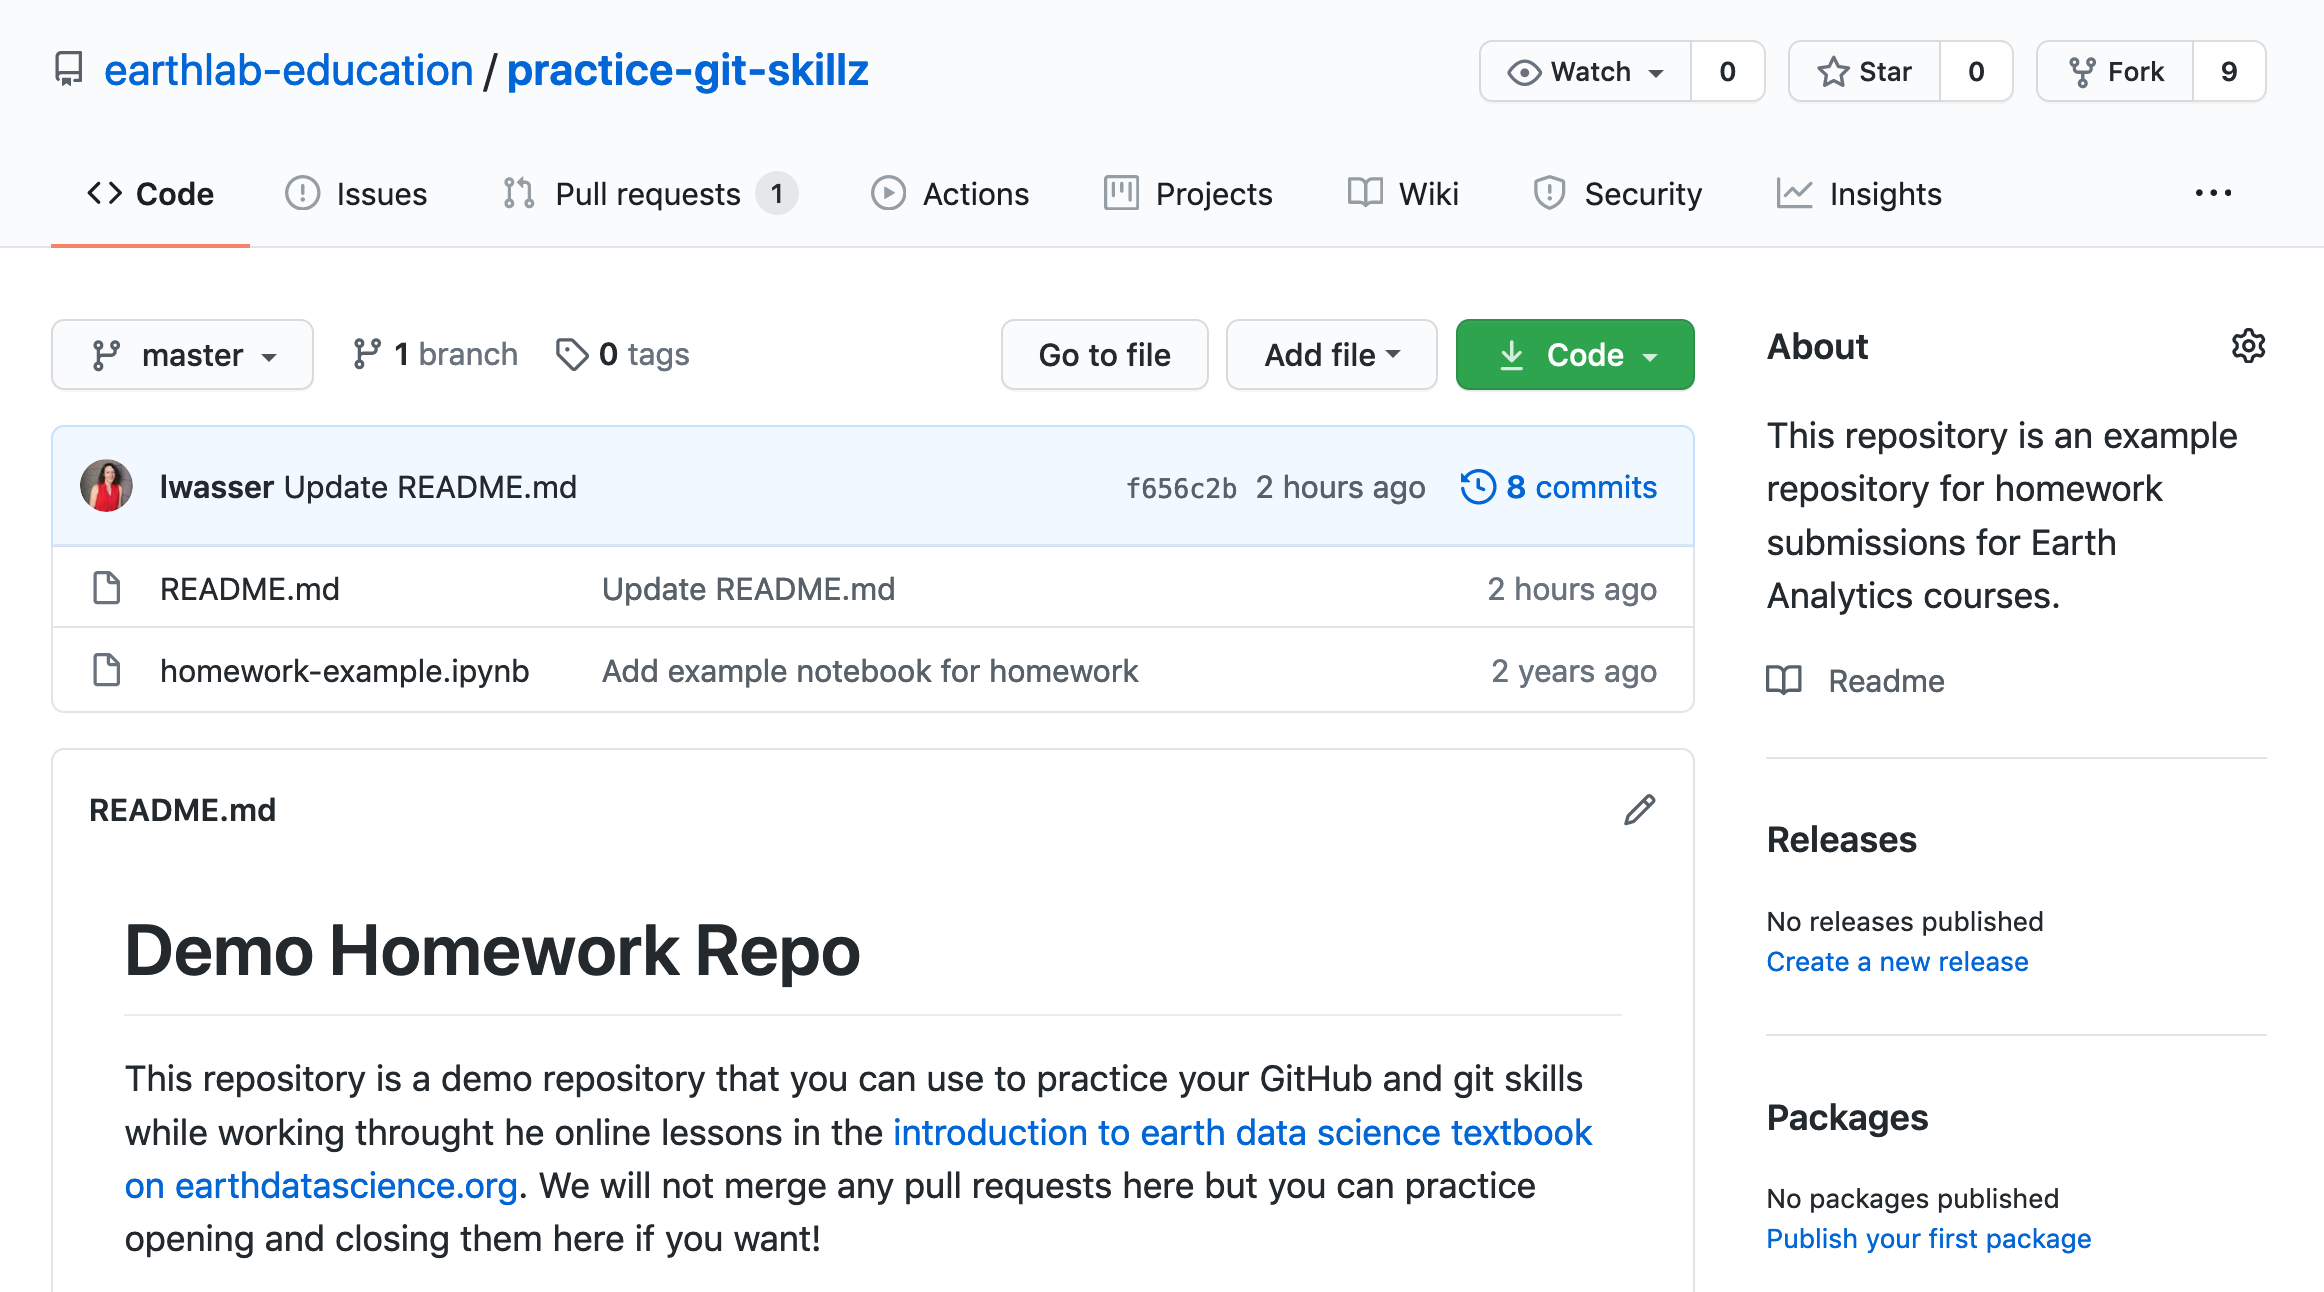 earthlab-education / practice-git-skillz
Watch 0 Star 0 Fork 9
Code Issues Pull requests 1 Actions Projects Wiki Security Insights ...
master 1 branch 0 tags Go to file Add file Code
lwasser Update README.md f656c2b 2 hours ago 8 commits
README.md Update README.md 2 hours ago
homework-example.ipynb Add example notebook for homework 2 years ago
README.md
Demo Homework Repo
This repository is a demo repository that you can use to practice your GitHub and git skills
while working throught he online lessons in the introduction to earth data science textbook
on earthdatascience.org. We will not merge any pull requests here but you can practice
opening and closing them here if you want!
About
This repository is an example
repository for homework
submissions for Earth
Analytics courses.
Readme
Releases
No releases published
Create a new release
Packages
No packages published
Publish your first package